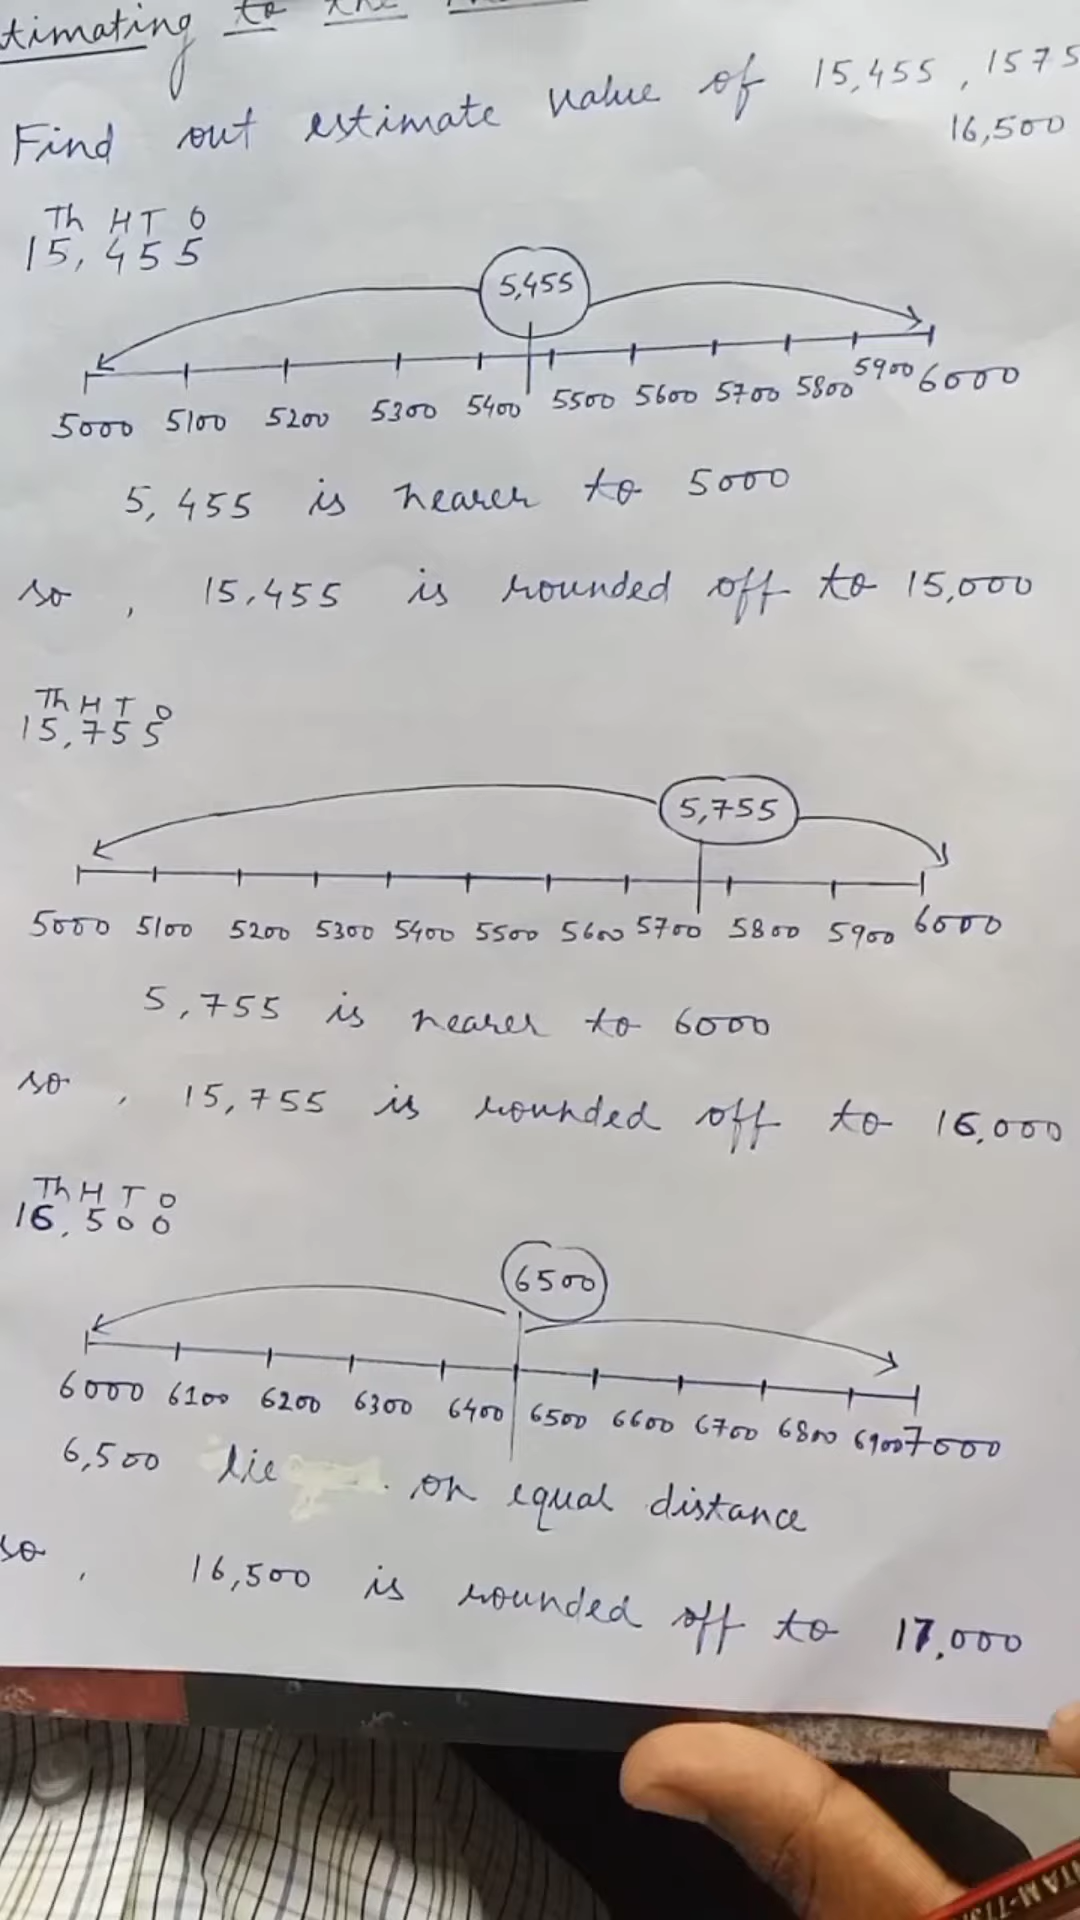 timating to the
Find out estimate value of 15,455, 1575
16,500
Th H T O
15,455
5,455
5000 5100 5200 5300 5400 5500 5600 5700 5800 5900 6000
5,455 is nearer to 5000
so, 15,455 is rounded off to 15,000
Th H T O
15,755
5,755
5000 5100 5200 5300 5400 5500 5600 5700 5800 5900 6000
5,755 is nearer to 6000
so, 15,755 is rounded off to 16,000
Th H T O
16,500
6500
6000 6100 6200 6300 6400 6500 6600 6700 6800 6900 7000
6,500 lie on equal distance
so, 16,500 is rounded off to 17,000